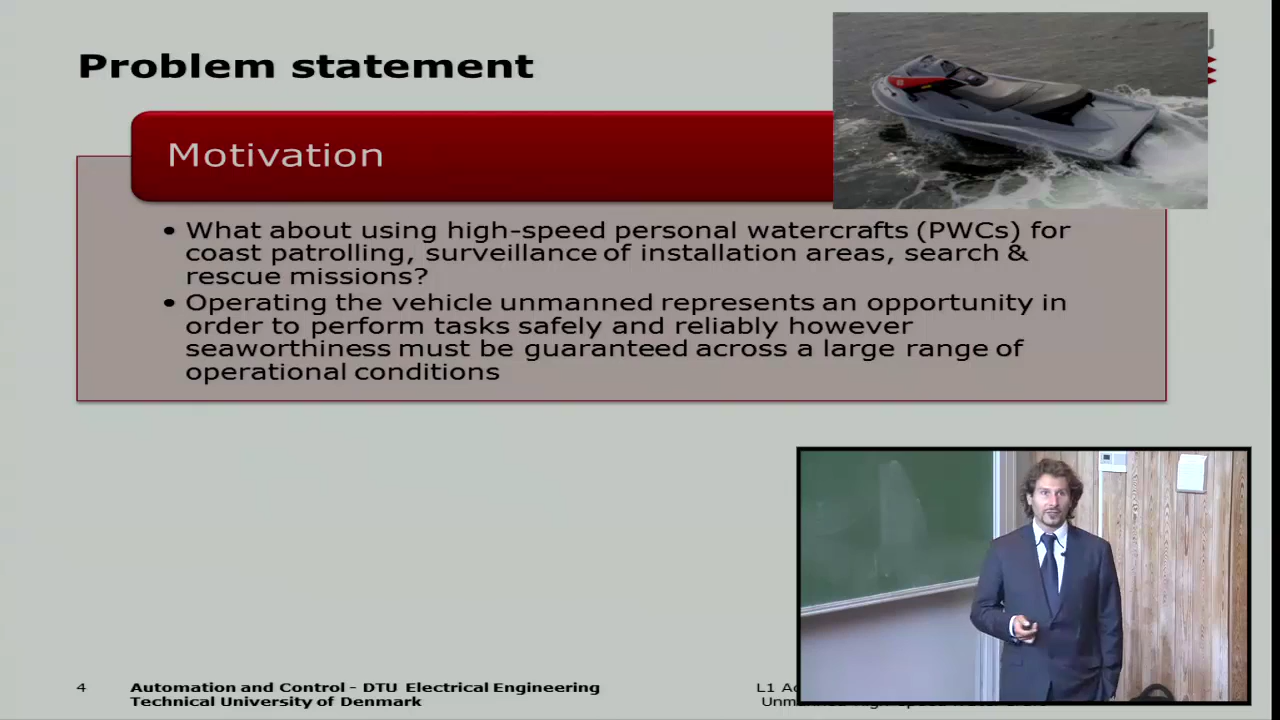 Problem statement
Motivation
• What about using high-speed personal watercrafts (PWCs) for
coast patrolling, surveillance of installation areas, search &
rescue missions?
• Operating the vehicle unmanned represents an opportunity in
order to perform tasks safely and reliably however
seaworthiness must be guaranteed across a large range of
operational conditions
4
Automation and Control - DTU Electrical Engineering
Technical University of Denmark
L1